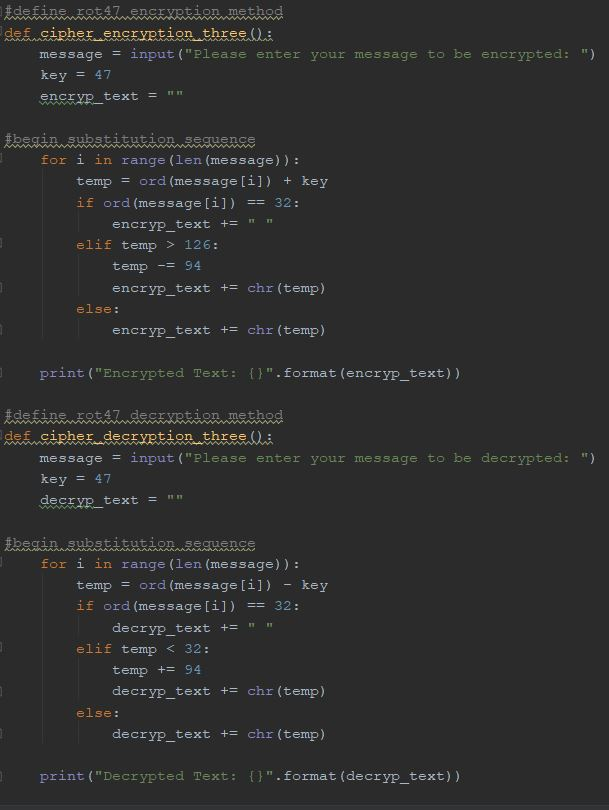 #define rot47 encryption method
def cipher_encryption_three():
    message = input("Please enter your message to be encrypted: ")
    key = 47
    encryp_text = ""

#begin substitution sequence
    for i in range(len(message)):
        temp = ord(message[i]) + key
        if ord(message[i]) == 32:
            encryp_text += " "
        elif temp > 126:
            temp -= 94
            encryp_text += chr(temp)
        else:
            encryp_text += chr(temp)

    print("Encrypted Text: {}".format(encryp_text))

#define rot47 decryption method
def cipher_decryption_three():
    message = input("Please enter your message to be decrypted: ")
    key = 47
    decryp_text = ""

#begin substitution sequence
    for i in range(len(message)):
        temp = ord(message[i]) - key
        if ord(message[i]) == 32:
            decryp_text += " "
        elif temp < 32:
            temp += 94
            decryp_text += chr(temp)
        else:
            decryp_text += chr(temp)

    print("Decrypted Text: {}".format(decryp_text))